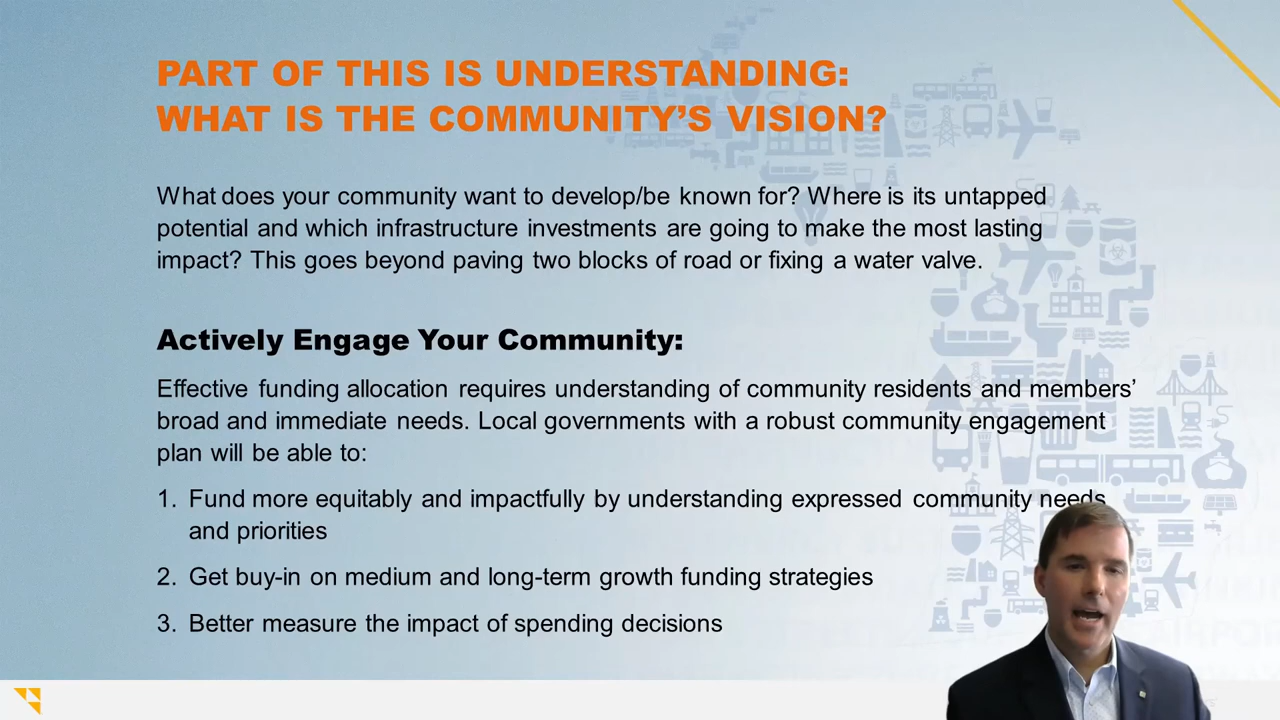 PART OF THIS IS UNDERSTANDING:
WHAT IS THE COMMUNITY'S VISION?
What does your community want to develop/be known for? Where is its untapped
potential and which infrastructure investments are going to make the most lasting
impact? This goes beyond paving two blocks of road or fixing a water valve.
Actively Engage Your Community:
Effective funding allocation requires understanding of community residents and members'
broad and immediate needs. Local governments with a robust community engagement
plan will be able to:
1. Fund more equitably and impactfully by understanding expressed community needs
and priorities
2. Get buy-in on medium and long-term growth funding strategies
3. Better measure the impact of spending decisions